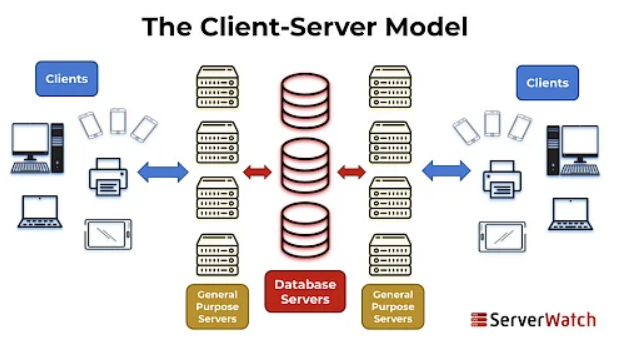 The Client-Server Model
Clients
Clients
General
Purpose
Servers
Database
Servers
General
Purpose
Servers
ServerWatch